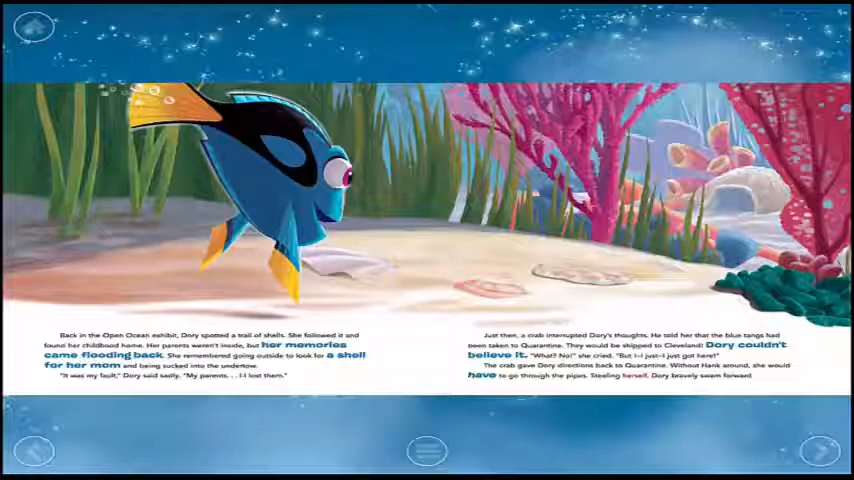 Back in the Open Ocean exhibit, Dory spotted a trail of shells. She followed it and
found her childhood home. Her parents weren't inside, but her memories
came flooding back. She remembered going outside to look for a shell
for her mom and being sucked into the undertow.
"It was my fault," Dory said sadly. "My parents . . . I-I lost them."
Just then, a crab interrupted Dory's thoughts. He told her that the blue tangs had
been taken to Quarantine. They would be shipped to Cleveland! Dory couldn't
believe it. "What? No!" she cried. "But I—I just—I just got here!"
The crab gave Dory directions back to Quarantine. Without Hank around, she would
have to go through the pipes. Steeling herself, Dory bravely swam forward.